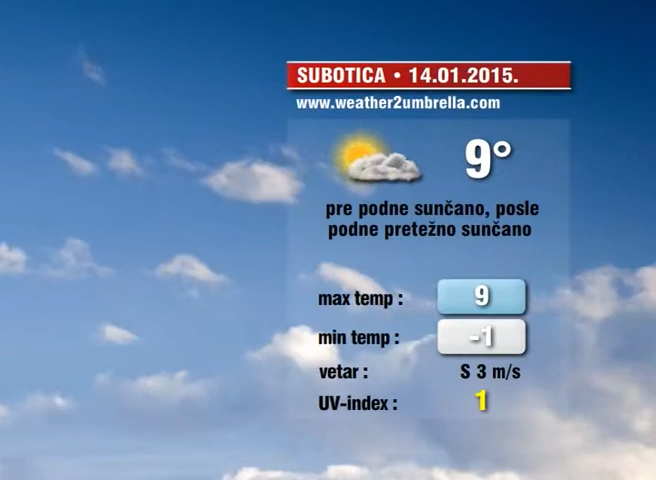 SUBOTICA • 14.01.2015.
www.weather2umbrella.com
9°
pre podne sunčano, posle
podne pretežno sunčano
max temp : 9
min temp : -1
vetar : S 3 m/s
UV-index : 1